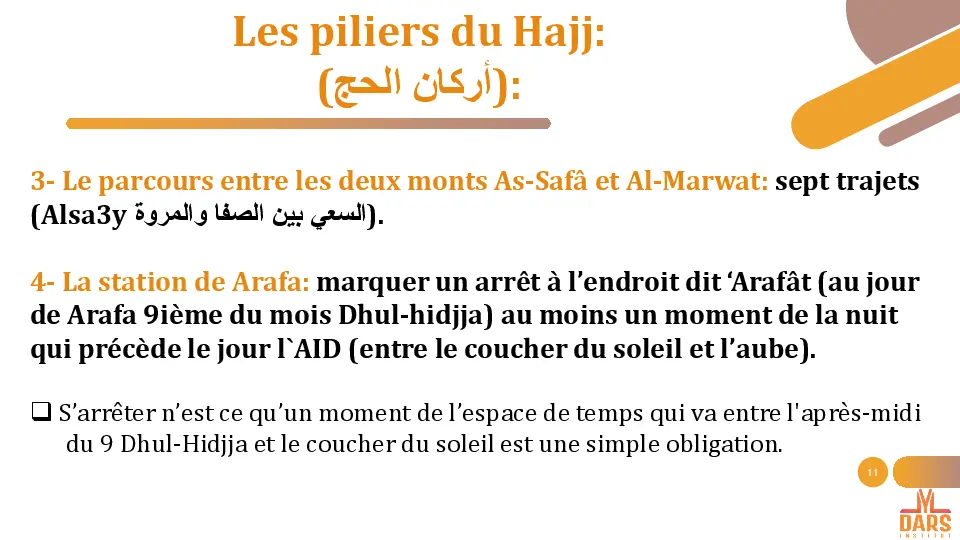 Les piliers du Hajj:
(أركان الحج):
3- Le parcours entre les deux monts As-Safâ et Al-Marwat: sept trajets
(Alsa3y السعي بين الصفا والمروة).
4- La station de Arafa: marquer un arrêt à l’endroit dit ‘Arafât (au jour
de Arafa 9ième du mois Dhul-hidjja) au moins un moment de la nuit
qui précède le jour l`AID (entre le coucher du soleil et l’aube).
❑ S’arrêter n’est ce qu’un moment de l’espace de temps qui va entre l'après-midi
du 9 Dhul-Hidjja et le coucher du soleil est une simple obligation.
11
DARS
INSTITUT